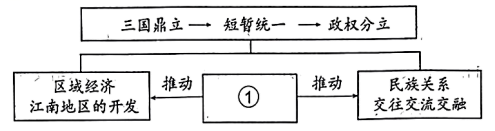 三国鼎立 → 短暂统一 → 政权分立
区域经济
江南地区的开发
推动
①
推动
民族关系
交往交流交融